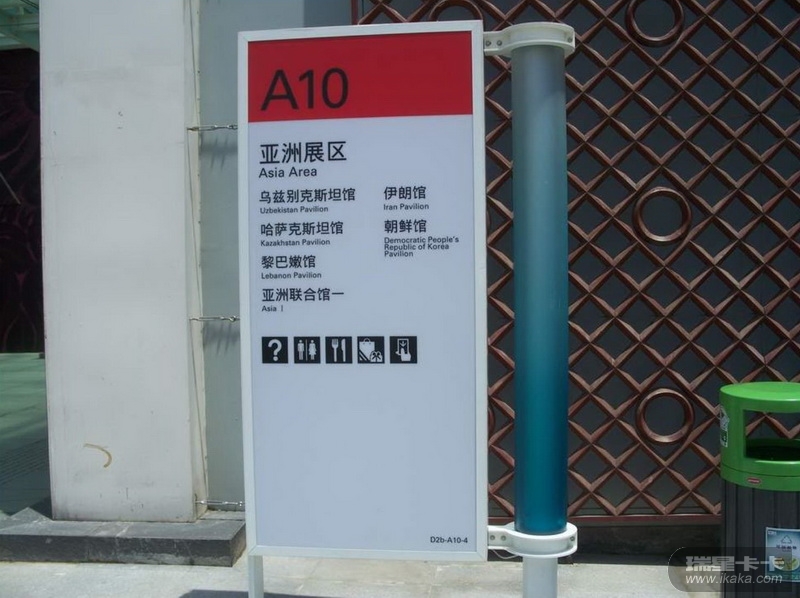 A10
亚洲展区
Asia Area
乌兹别克斯坦馆
Uzbekistan Pavilion
哈萨克斯坦馆
Kazakhstan Pavilion
黎巴嫩馆
Lebanon Pavilion
亚洲联合馆一
Asia I
伊朗馆
Iran Pavilion
朝鲜馆
Democratic People's
Republic of Korea
Pavilion
?
D2b-A10-4
瑞星卡卡
www.ikaka.com